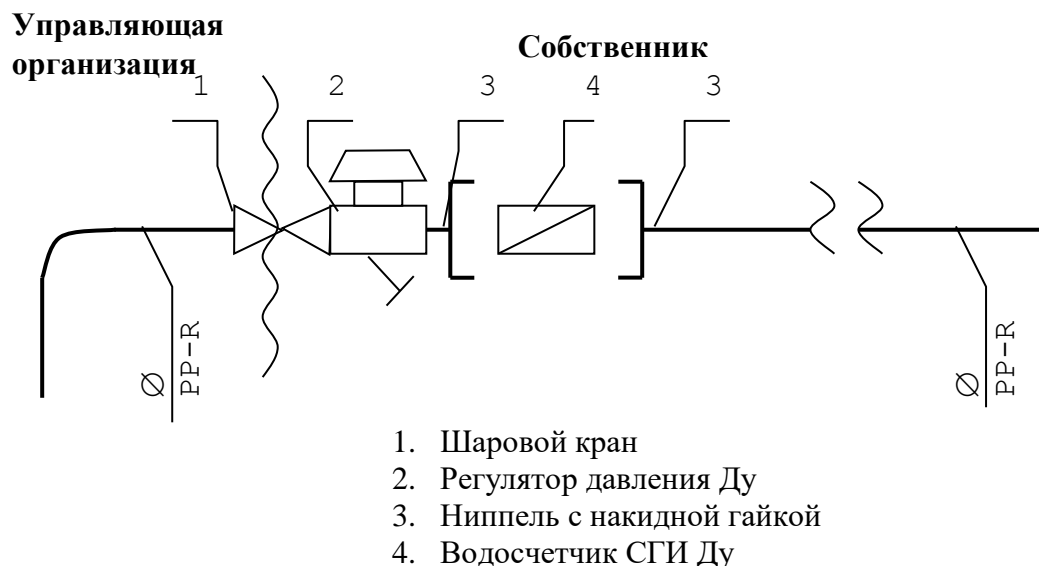 Управляющая
организация
Собственник
1 2 3 4 3
Ø PP-R
Ø PP-R
1. Шаровой кран
2. Регулятор давления Ду
3. Ниппель с накидной гайкой
4. Водосчетчик СГИ Ду